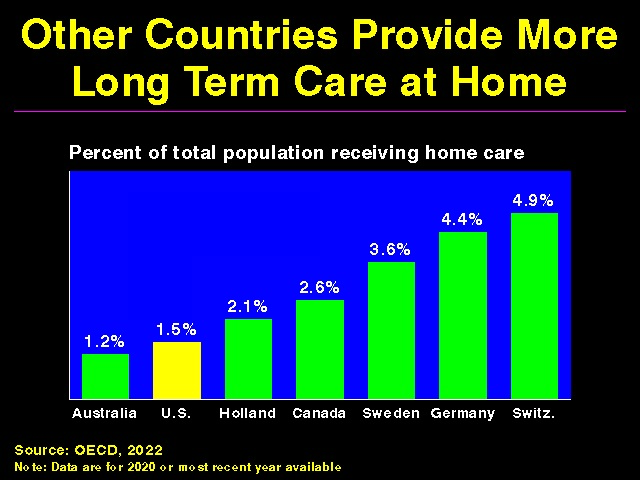 Other Countries Provide More
Long Term Care at Home
Percent of total population receiving home care
1.2%
1.5%
2.1%
2.6%
3.6%
4.4%
4.9%
Australia U.S. Holland Canada Sweden Germany Switz.
Source: OECD, 2022
Note: Data are for 2020 or most recent year available